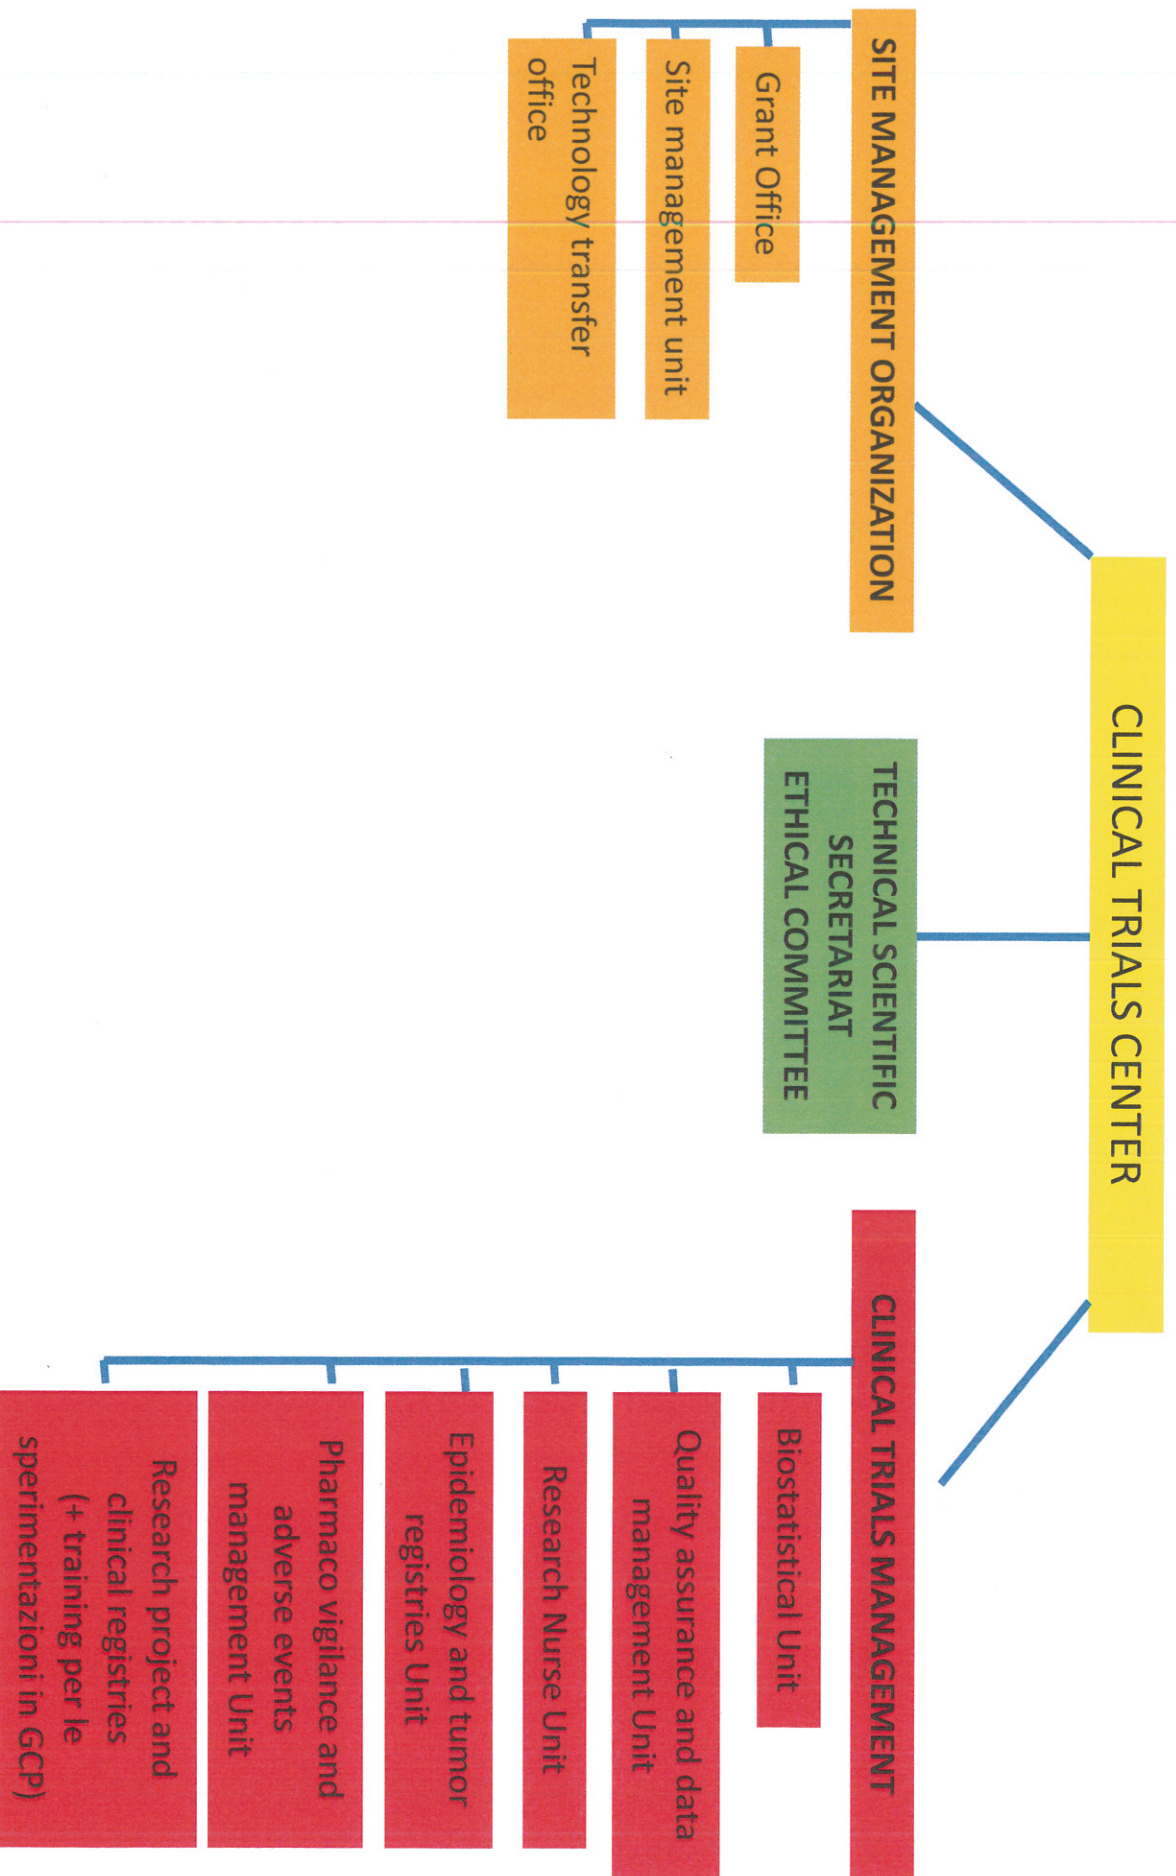 CLINICAL TRIALS CENTER
SITE MANAGEMENT ORGANIZATION
Grant Office
Site management unit
Technology transfer
office
TECHNICAL SCIENTIFIC
SECRETARIAT
ETHICAL COMMITTEE
CLINICAL TRIALS MANAGEMENT
Biostatistical Unit
Quality assurance and data
management Unit
Research Nurse Unit
Epidemiology and tumor
registries Unit
Pharmaco vigilance and
adverse events
management Unit
Research project and
clinical registries
(+ training per le
sperimentazioni in GCP)